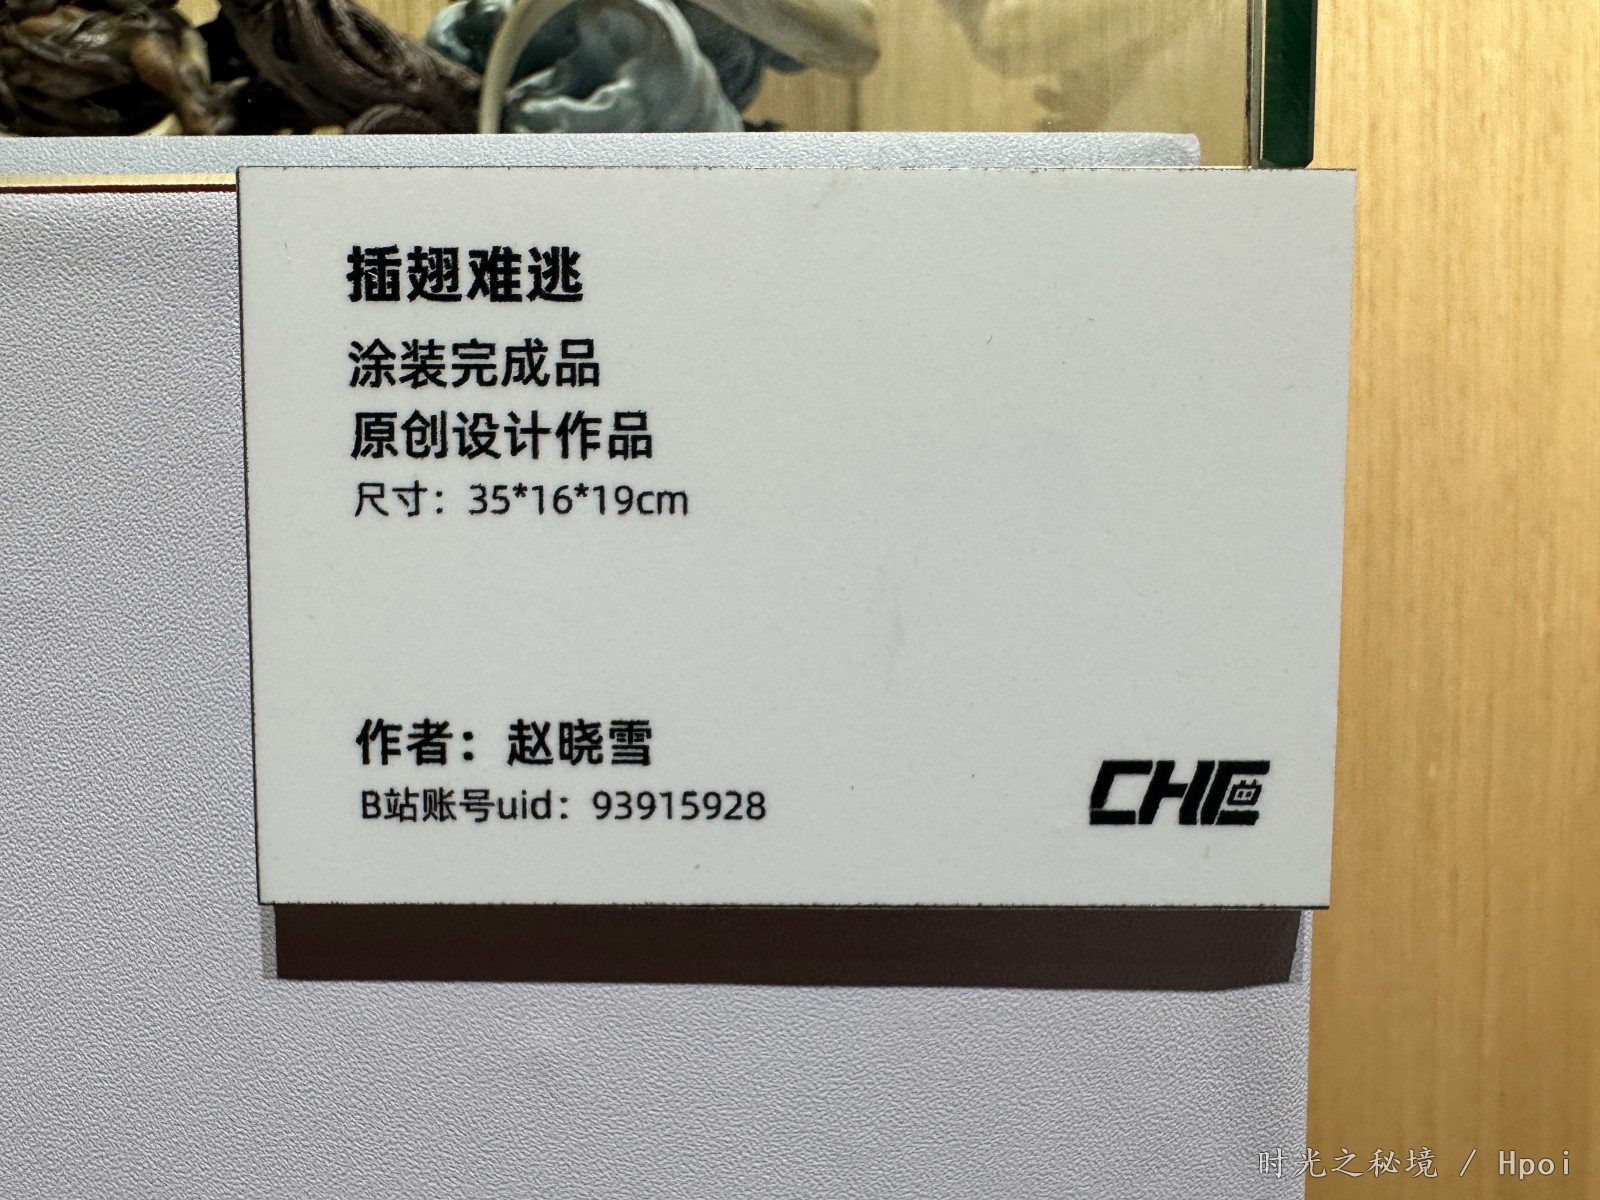 插翅难逃
涂装完成品
原创设计作品
尺寸：35*16*19cm
作者：赵晓雪
B站账号uid：93915928
CHE
时光之秘境 / Hpoi